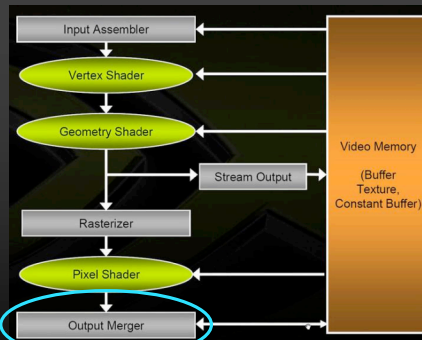 Input Assembler
Vertex Shader
Geometry Shader
Stream Output
Rasterizer
Pixel Shader
Output Merger
Video Memory
(Buffer
Texture,
Constant Buffer)